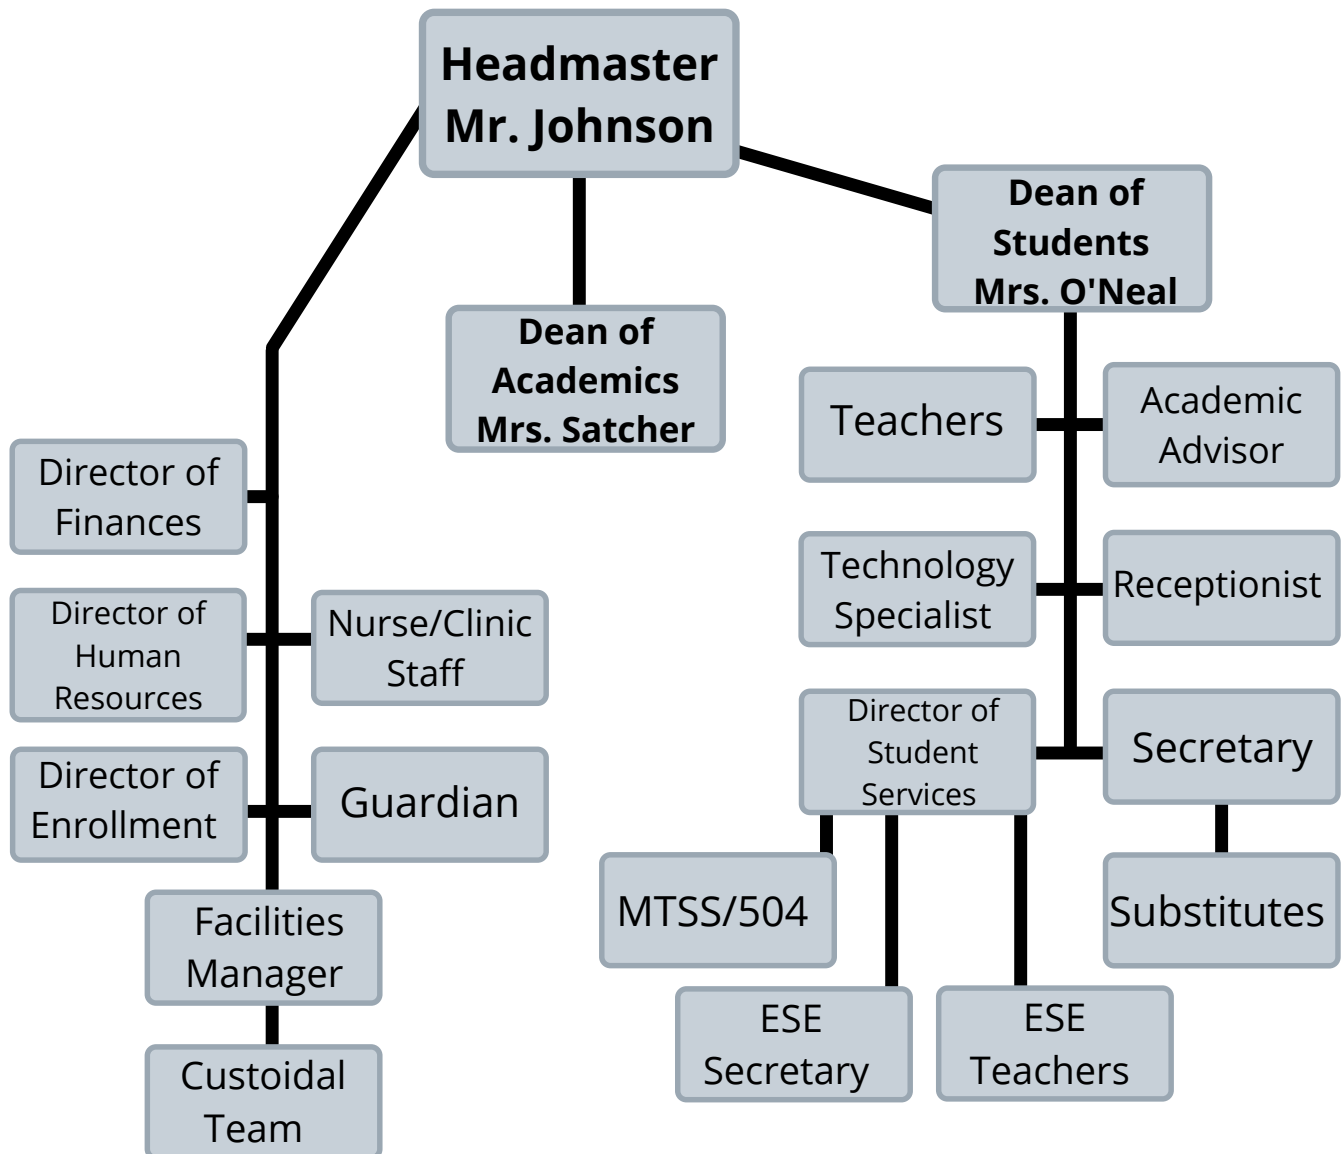 Headmaster
Mr. Johnson
Dean of
Students
Mrs. O'Neal
Dean of
Academics
Mrs. Satcher
Teachers
Academic
Advisor
Director of
Finances
Technology
Specialist
Receptionist
Director of
Human
Resources
Nurse/Clinic
Staff
Director of
Student
Services
Secretary
Director of
Enrollment
Guardian
MTSS/504
Substitutes
Facilities
Manager
ESE
Secretary
ESE
Teachers
Custoidal
Team